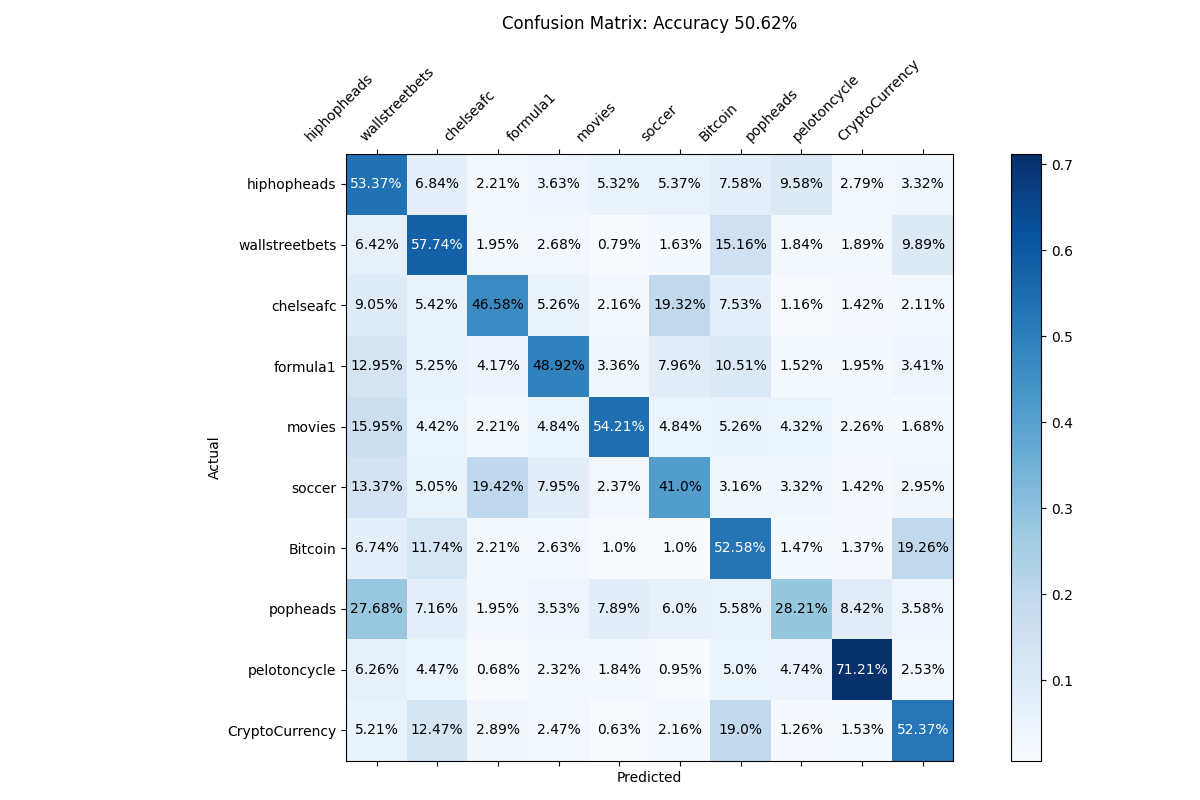 Confusion Matrix: Accuracy 50.62%
hiphopheads wallstreetbets chelseafc formula1 movies soccer Bitcoin popheads pelotoncycle CryptoCurrency
hiphopheads 53.37% 6.84% 2.21% 3.63% 5.32% 5.37% 7.58% 9.58% 2.79% 3.32%
wallstreetbets 6.42% 57.74% 1.95% 2.68% 0.79% 1.63% 15.16% 1.84% 1.89% 9.89%
chelseafc 9.05% 5.42% 46.58% 5.26% 2.16% 19.32% 7.53% 1.16% 1.42% 2.11%
formula1 12.95% 5.25% 4.17% 48.92% 3.36% 7.96% 10.51% 1.52% 1.95% 3.41%
movies 15.95% 4.42% 2.21% 4.84% 54.21% 4.84% 5.26% 4.32% 2.26% 1.68%
soccer 13.37% 5.05% 19.42% 7.95% 2.37% 41.0% 3.16% 3.32% 1.42% 2.95%
Bitcoin 6.74% 11.74% 2.21% 2.63% 1.0% 1.0% 52.58% 1.47% 1.37% 19.26%
popheads 27.68% 7.16% 1.95% 3.53% 7.89% 6.0% 5.58% 28.21% 8.42% 3.58%
pelotoncycle 6.26% 4.47% 0.68% 2.32% 1.84% 0.95% 5.0% 4.74% 71.21% 2.53%
CryptoCurrency 5.21% 12.47% 2.89% 2.47% 0.63% 2.16% 19.0% 1.26% 1.53% 52.37%
Actual
Predicted
0.7
0.6
0.5
0.4
0.3
0.2
0.1